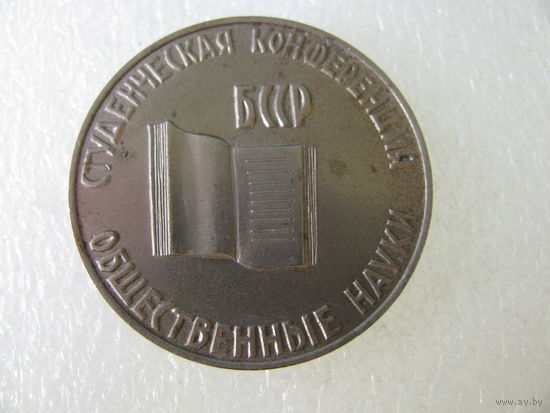 СТУДЕНЧЕСКАЯ КОНФЕРЕНЦИЯ
БССР
ОБЩЕСТВЕННЫЕ НАУКИ
www.ay.by